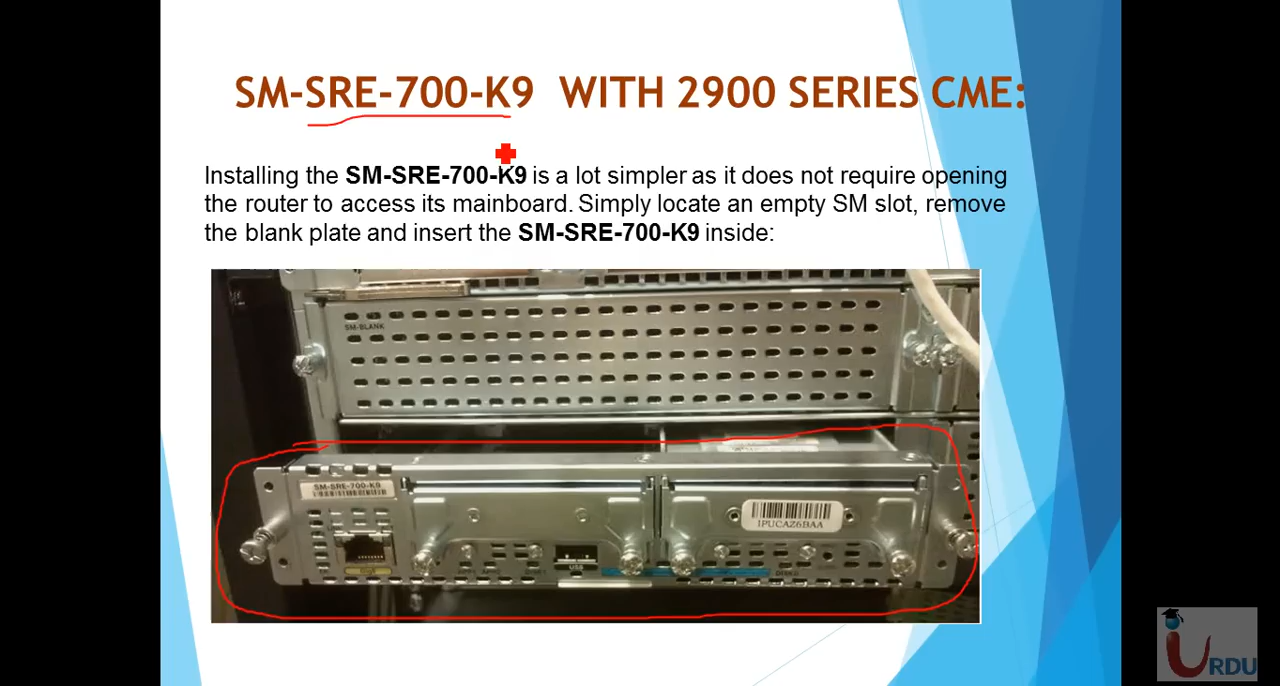 SM-SRE-700-K9 WITH 2900 SERIES CME:
Installing the SM-SRE-700-K9 is a lot simpler as it does not require opening
the router to access its mainboard. Simply locate an empty SM slot, remove
the blank plate and insert the SM-SRE-700-K9 inside:
SM-BLANK
SM-SRE-700-K9
1PUCAZ6BAA
USB
iURDU